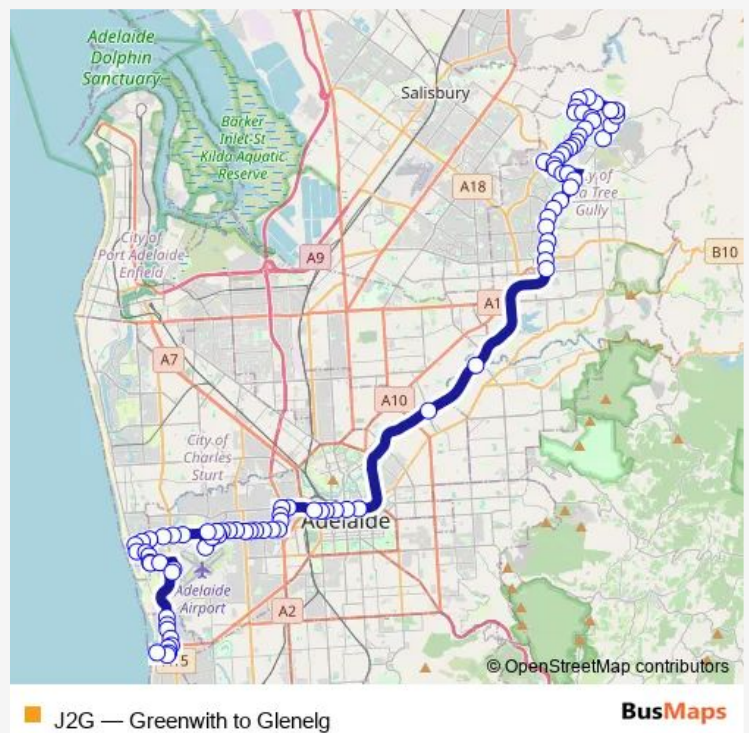 Adelaide
Dolphin
Sanctuary
Salisbury
Barker
Inlet-St
Kilda Aquatic
Reserve
A18
Gully
City of
Port Adelaide-
Enfield
A9
B10
A1
A7
A10
City of
Charles
Sturt
Adelaide
Adelaide
Airport
A2
© OpenStreetMap contributors
J2G — Greenwith to Glenelg
BusMaps